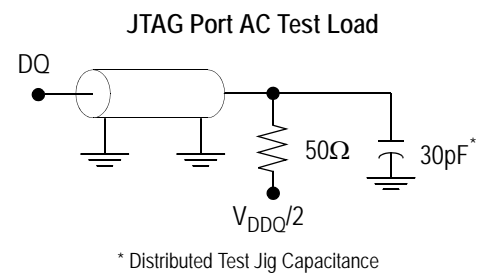 JTAG Port AC Test Load
DQ
50Ω
30pF*
VDDQ/2
* Distributed Test Jig Capacitance